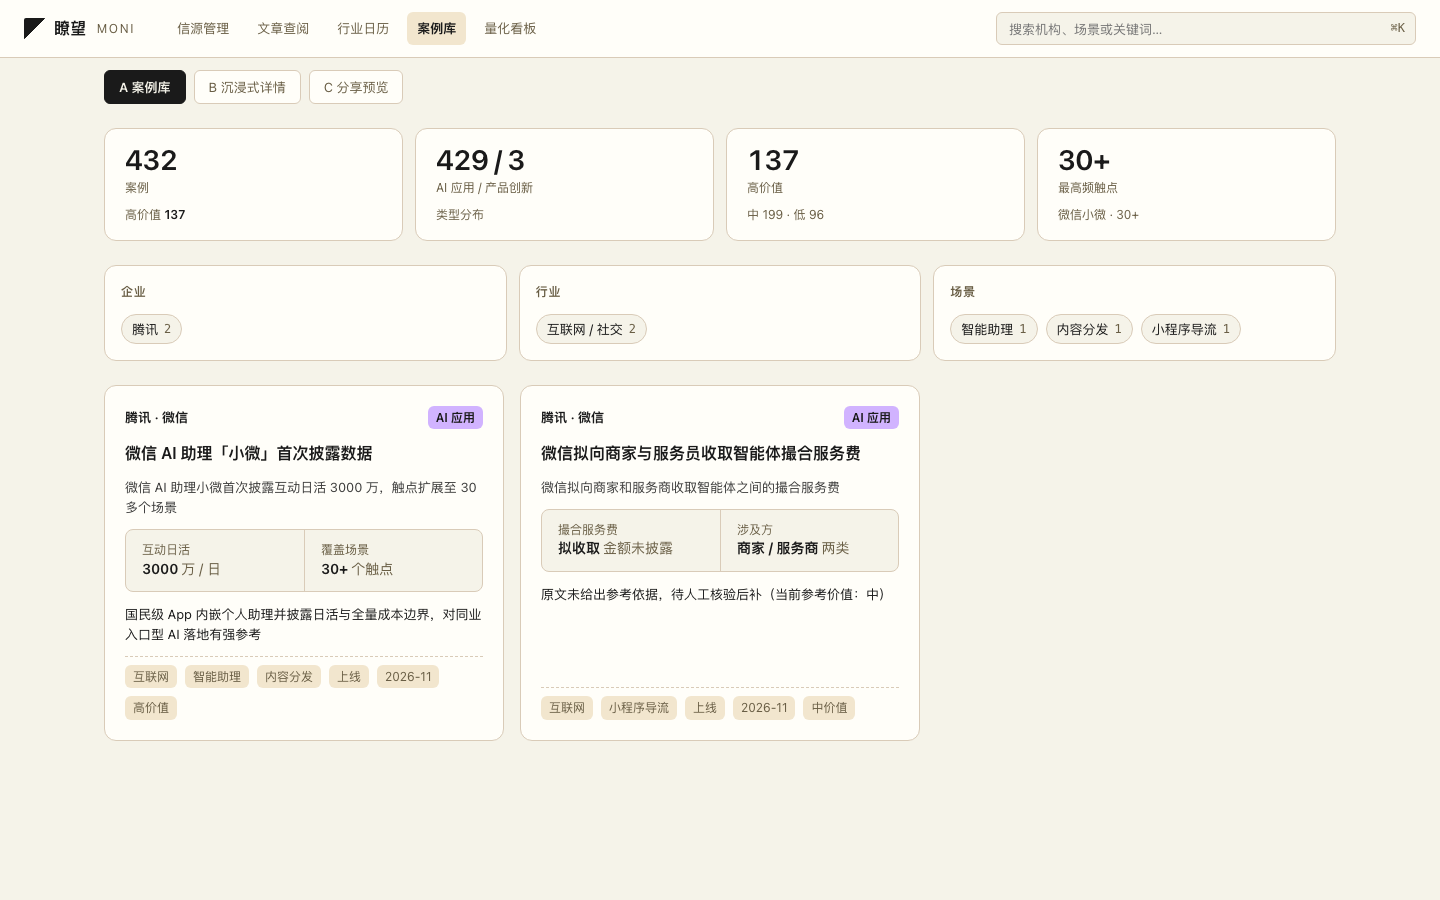 瞭望 MONI 信源管理 文章查阅 行业日历 案例库 量化看板 搜索机构、场景或关键词... ⌘K
A 案例库 B 沉浸式详情 C 分享预览
432
案例
高价值 137
429 / 3
AI 应用 / 产品创新
类型分布
137
高价值
中 199 · 低 96
30+
最高频触点
微信小微 · 30+
企业
腾讯 2
行业
互联网 / 社交 2
场景
智能助理 1 内容分发 1 小程序导流 1
腾讯 · 微信 AI 应用
微信 AI 助理「小微」首次披露数据
微信 AI 助理小微首次披露互动日活 3000 万，触点扩展至 30
多个场景
互动日活
3000 万 / 日
覆盖场景
30+ 个触点
国民级 App 内嵌个人助理并披露日活与全量成本边界，对同业
入口型 AI 落地有强参考
互联网 智能助理 内容分发 上线 2026-11
高价值
腾讯 · 微信 AI 应用
微信拟向商家与服务员收取智能体撮合服务费
微信拟向商家和服务商收取智能体之间的撮合服务费
撮合服务费
拟收取 金额未披露
涉及方
商家 / 服务商 两类
原文未给出参考依据，待人工核验后补（当前参考价值：中）
互联网 小程序导流 上线 2026-11 中价值